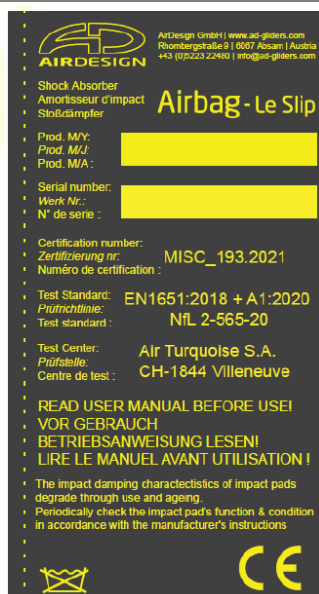 AIRDESIGN
AirDesign GmbH | www.ad-gliders.com
Rhombergstraße 9 | 6067 Absam | Austria
+43 (0)5223 22480 | info@ad-gliders.com
Shock Absorber
Amortisseur d'impact
Stoßdämpfer
Airbag - Le Slip
Prod. M/Y:
Prod. M/J:
Prod. M/A :
Serial number:
Werk Nr.:
N° de serie :
Certification number:
Zertifizierung nr:
Numéro de certification :
MISC_193.2021
Test Standard:
Prüfrichtlinie:
Test standard :
EN1651:2018 + A1:2020
NfL 2-565-20
Test Center:
Prüfstelle:
Centre de test :
Air Turquoise S.A.
CH-1844 Villeneuve
READ USER MANUAL BEFORE USE!
VOR GEBRAUCH
BETRIEBSANWEISUNG LESEN!
LIRE LE MANUEL AVANT UTILISATION !
The impact damping charactectistics of impact pads
degrade through use and ageing.
Periodically check the impact pad's function & condition
in accordance with the manufacturer's instructions
CE